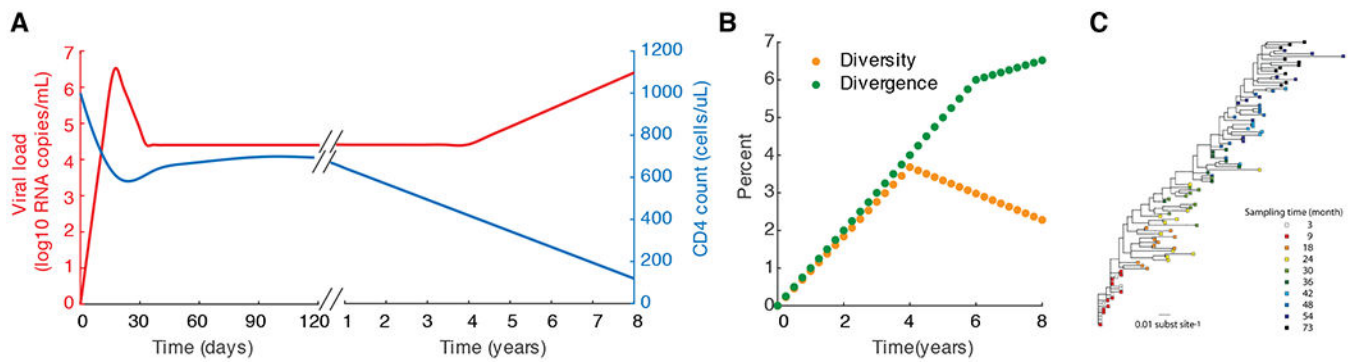 A
Viral load
(log10 RNA copies/mL)
7
6
5
4
3
2
1
0
1200
1000
800
600
400
200
0
CD4 count (cells/uL)
0 30 60 90 120 1 2 3 4 5 6 7 8
Time (days) Time (years)
B
Percent
7
6
5
4
3
2
1
0
Diversity
Divergence
0 2 4 6 8
Time(years)
C
Sampling time (month)
3
9
18
24
30
36
42
48
54
73
0.01 subst site-1